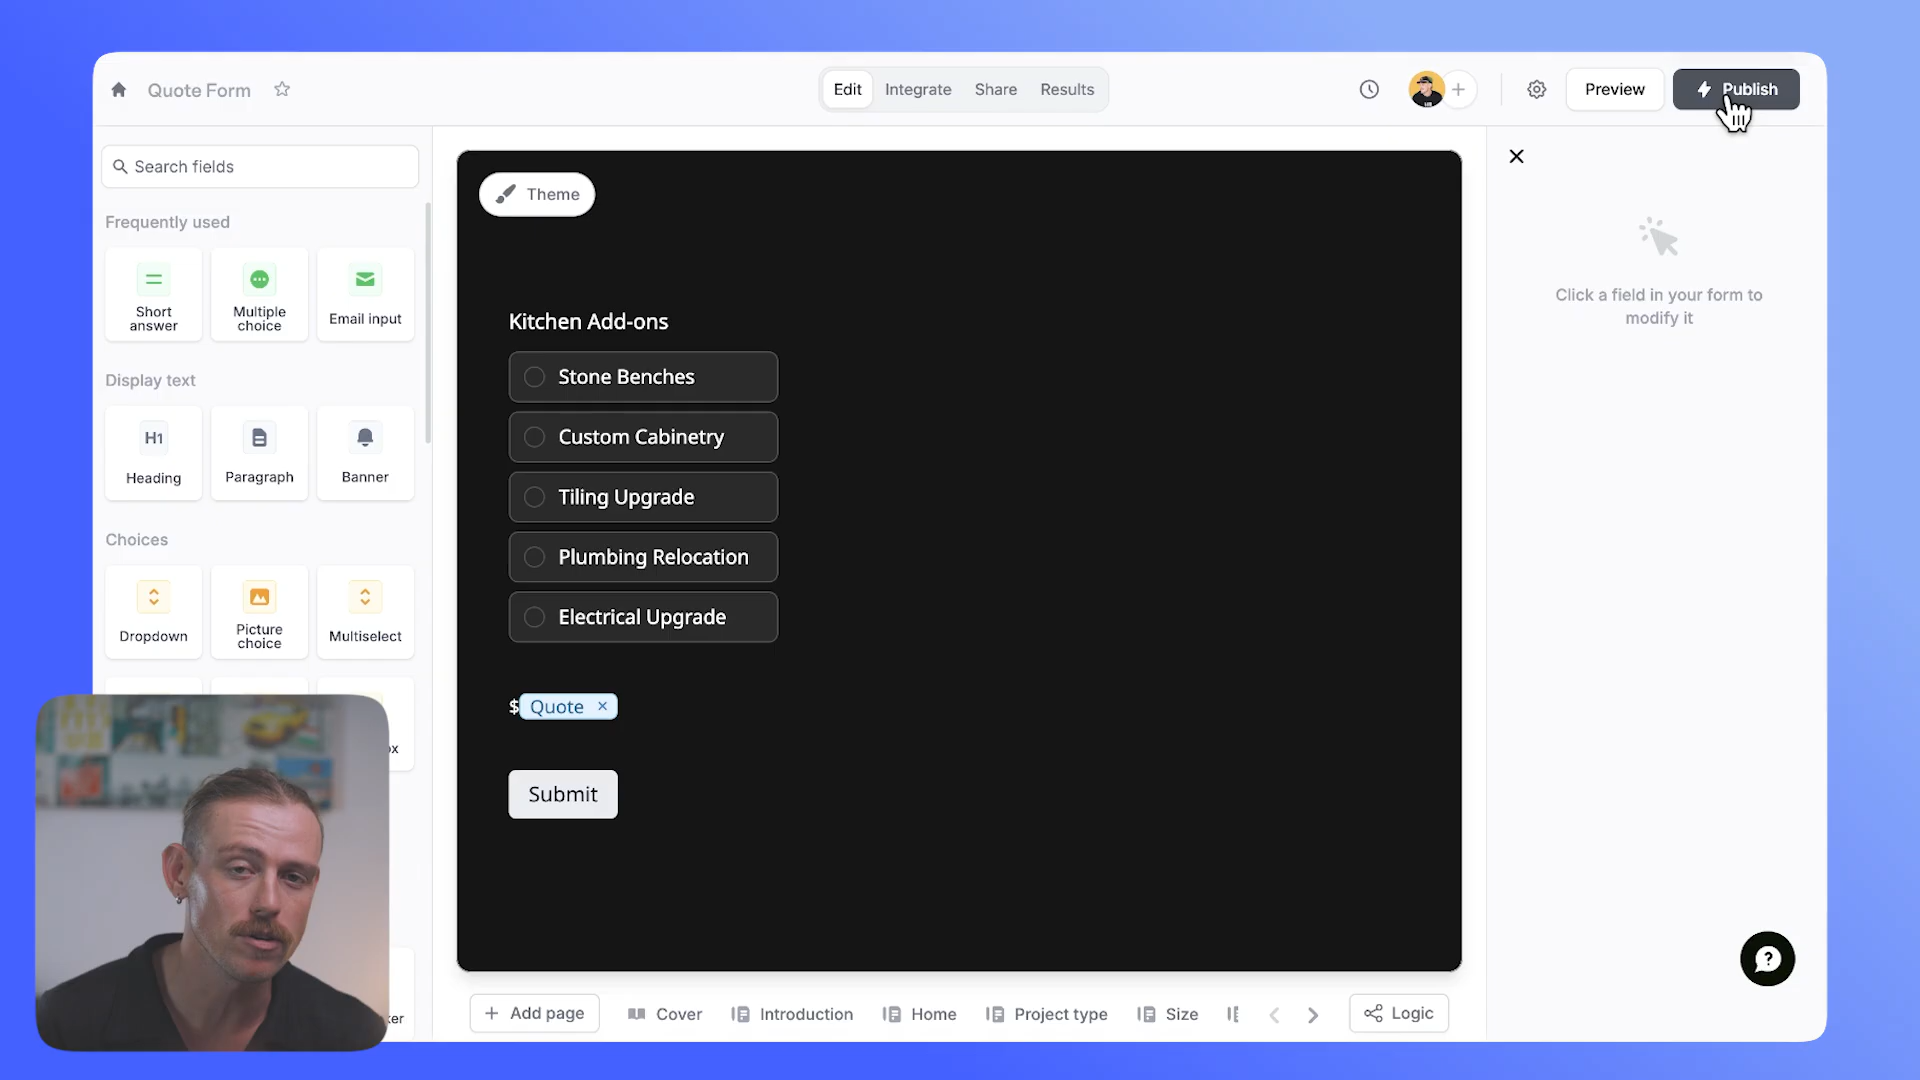 Quote Form
Edit
Integrate
Share
Results
Preview
Publish
Search fields
Frequently used
Short answer
Multiple choice
Email input
Display text
H1
Heading
Paragraph
Banner
Choices
Dropdown
Picture choice
Multiselect
x
ker
Theme
Kitchen Add-ons
Stone Benches
Custom Cabinetry
Tiling Upgrade
Plumbing Relocation
Electrical Upgrade
$Quote ×
Submit
Click a field in your form to
modify it
+ Add page
Cover
Introduction
Home
Project type
Size
Logic